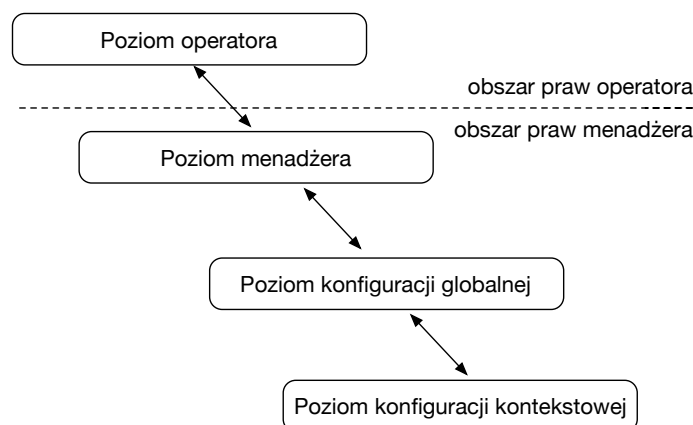 Poziom operatora
obszar praw operatora
obszar praw menadżera
Poziom menadżera
Poziom konfiguracji globalnej
Poziom konfiguracji kontekstowej